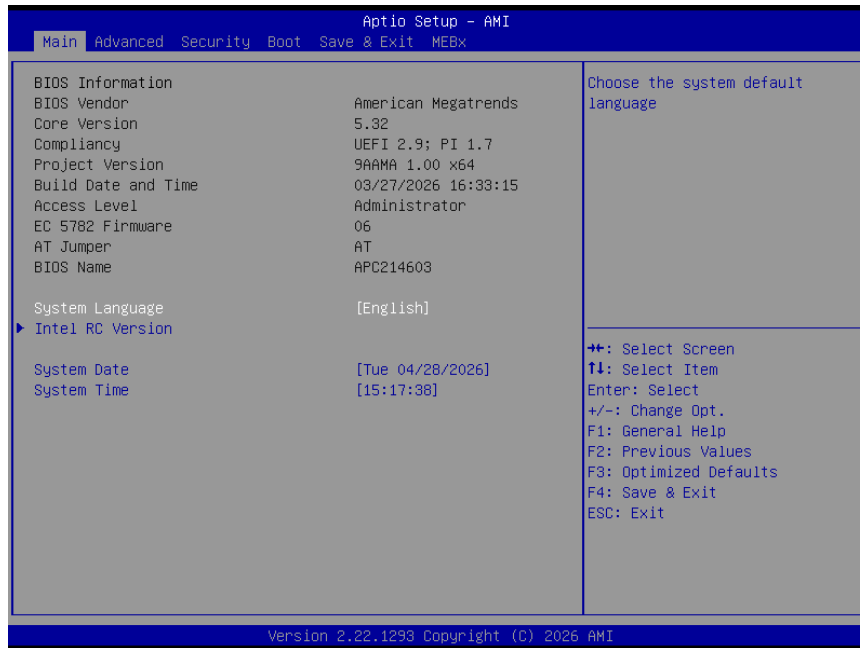 Aptio Setup – AMI
Main Advanced Security Boot Save & Exit MEBx
BIOS Information
BIOS Vendor American Megatrends
Core Version 5.32
Compliancy UEFI 2.9; PI 1.7
Project Version 9AAMA 1.00 x64
Build Date and Time 03/27/2026 16:33:15
Access Level Administrator
EC 5782 Firmware 06
AT Jumper AT
BIOS Name APC214603
System Language [English]
Intel RC Version
System Date [Tue 04/28/2026]
System Time [15:17:38]
Choose the system default
language
→←: Select Screen
↑↓: Select Item
Enter: Select
+/-: Change Opt.
F1: General Help
F2: Previous Values
F3: Optimized Defaults
F4: Save & Exit
ESC: Exit
Version 2.22.1293 Copyright (C) 2026 AMI